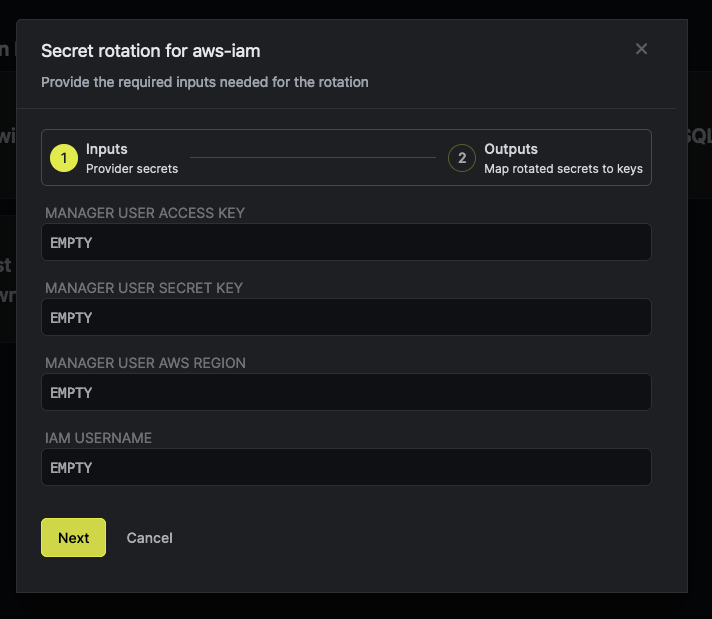 Secret rotation for aws-iam
Provide the required inputs needed for the rotation
1
Inputs
Provider secrets
2
Outputs
Map rotated secrets to keys
MANAGER USER ACCESS KEY
EMPTY
MANAGER USER SECRET KEY
EMPTY
MANAGER USER AWS REGION
EMPTY
IAM USERNAME
EMPTY
Next
Cancel